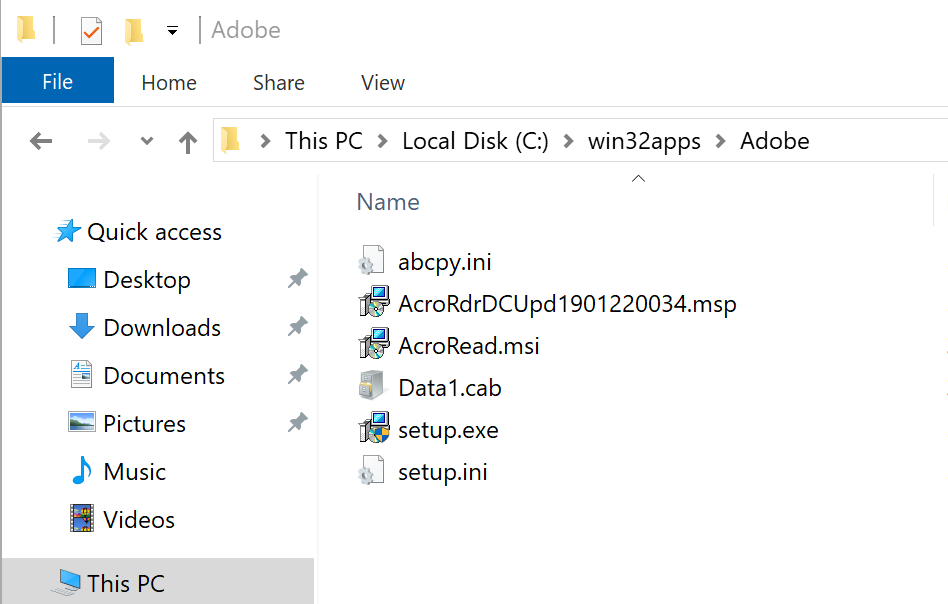 Adobe
File Home Share View
This PC Local Disk (C:) win32apps Adobe
Name
Quick access
Desktop
Downloads
Documents
Pictures
Music
Videos
This PC
abcpy.ini
AcroRdrDCUpd1901220034.msp
AcroRead.msi
Data1.cab
setup.exe
setup.ini